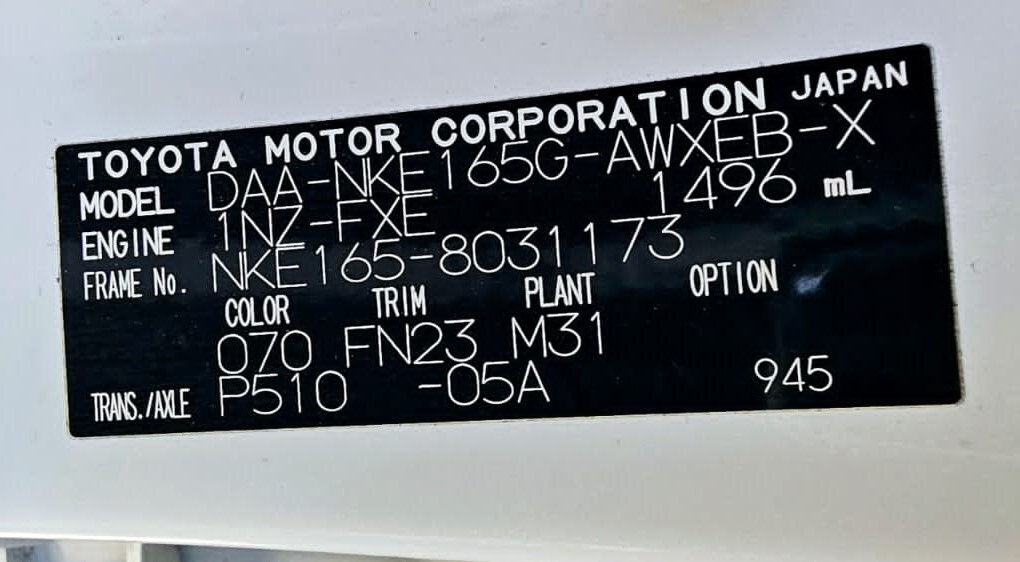 TOYOTA MOTOR CORPORATION JAPAN
MODEL DAA-NKE165G-AWXEB-X
ENGINE 1NZ-FXE 1496 mL
FRAME No. NKE165-8031173
COLOR TRIM PLANT OPTION
070 FN23 M31
TRANS./AXLE P510 -05A 945